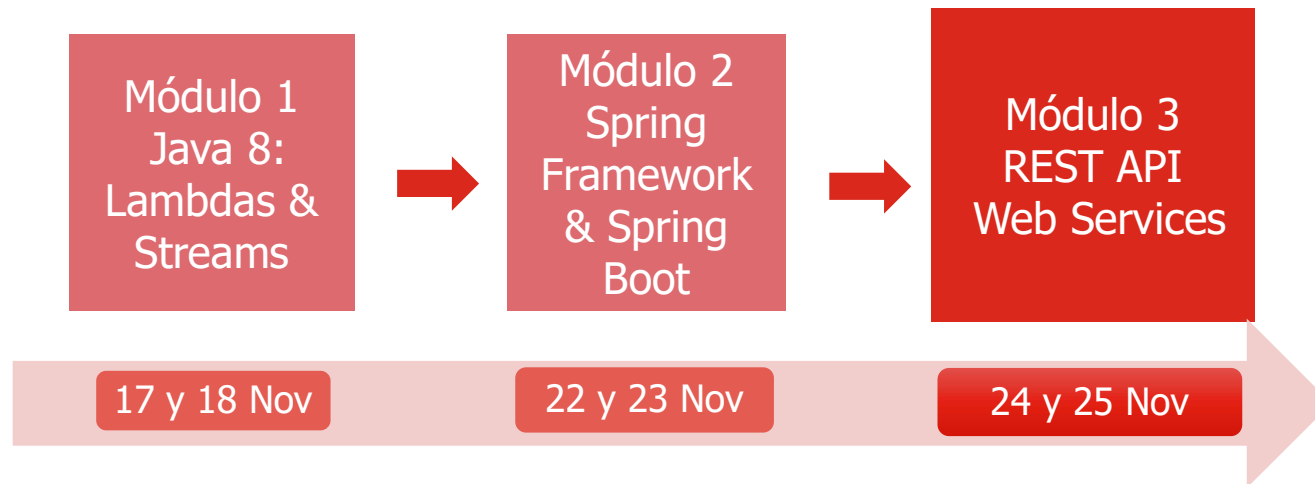 Módulo 1
Java 8:
Lambdas &
Streams
Módulo 2
Spring
Framework
& Spring
Boot
Módulo 3
REST API
Web Services
17 y 18 Nov
22 y 23 Nov
24 y 25 Nov